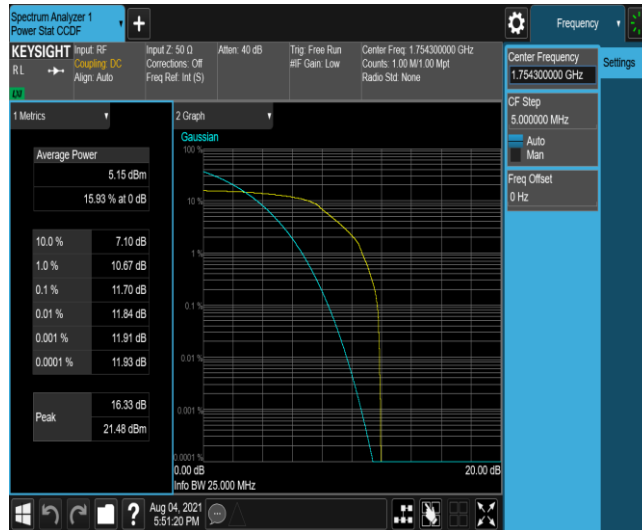 Spectrum Analyzer 1
Power Stat CCDF
Frequency
KEYSIGHT
RL
LXI
Input: RF
Coupling: DC
Align: Auto
Input Z: 50 Ω
Corrections: Off
Freq Ref: Int (S)
Atten: 40 dB
Trig: Free Run
#IF Gain: Low
Center Freq: 1.754300000 GHz
Counts: 1.00 M/1.00 Mpt
Radio Std: None
Center Frequency
1.754300000 GHz
Settings
CF Step
5.000000 MHz
Auto
Man
Freq Offset
0 Hz
1 Metrics
Average Power
5.15 dBm
15.93 % at 0 dB
10.0 % 7.10 dB
1.0 % 10.67 dB
0.1 % 11.70 dB
0.01 % 11.84 dB
0.001 % 11.91 dB
0.0001 % 11.93 dB
Peak
16.33 dB
21.48 dBm
2 Graph
Gaussian
100 %
10 %
1 %
0.1 %
0.01 %
0.001 %
0.0001 %
0.00 dB 20.00 dB
Info BW 25.000 MHz
?
Aug 04, 2021
5:51:20 PM